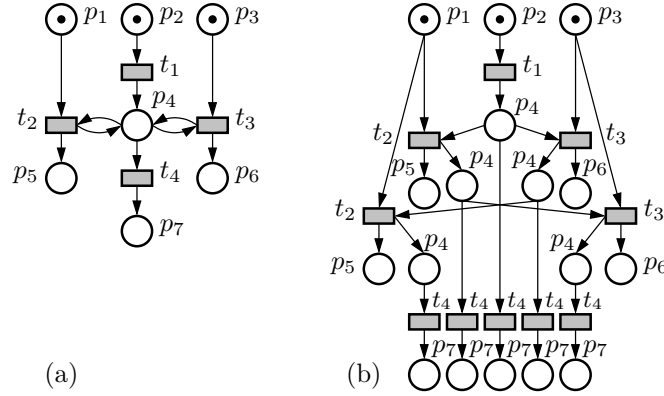 p1 p2 p3 p1 p2 p3
t1 t1
p4 p4
t2 t3 t2 p4 p4 t3
p5 p6 p5 p6
t4 t2 t3
p7 p4 p4
p5 p6
t4 t4 t4 t4 t4
p7 p7 p7 p7 p7
(a) (b)